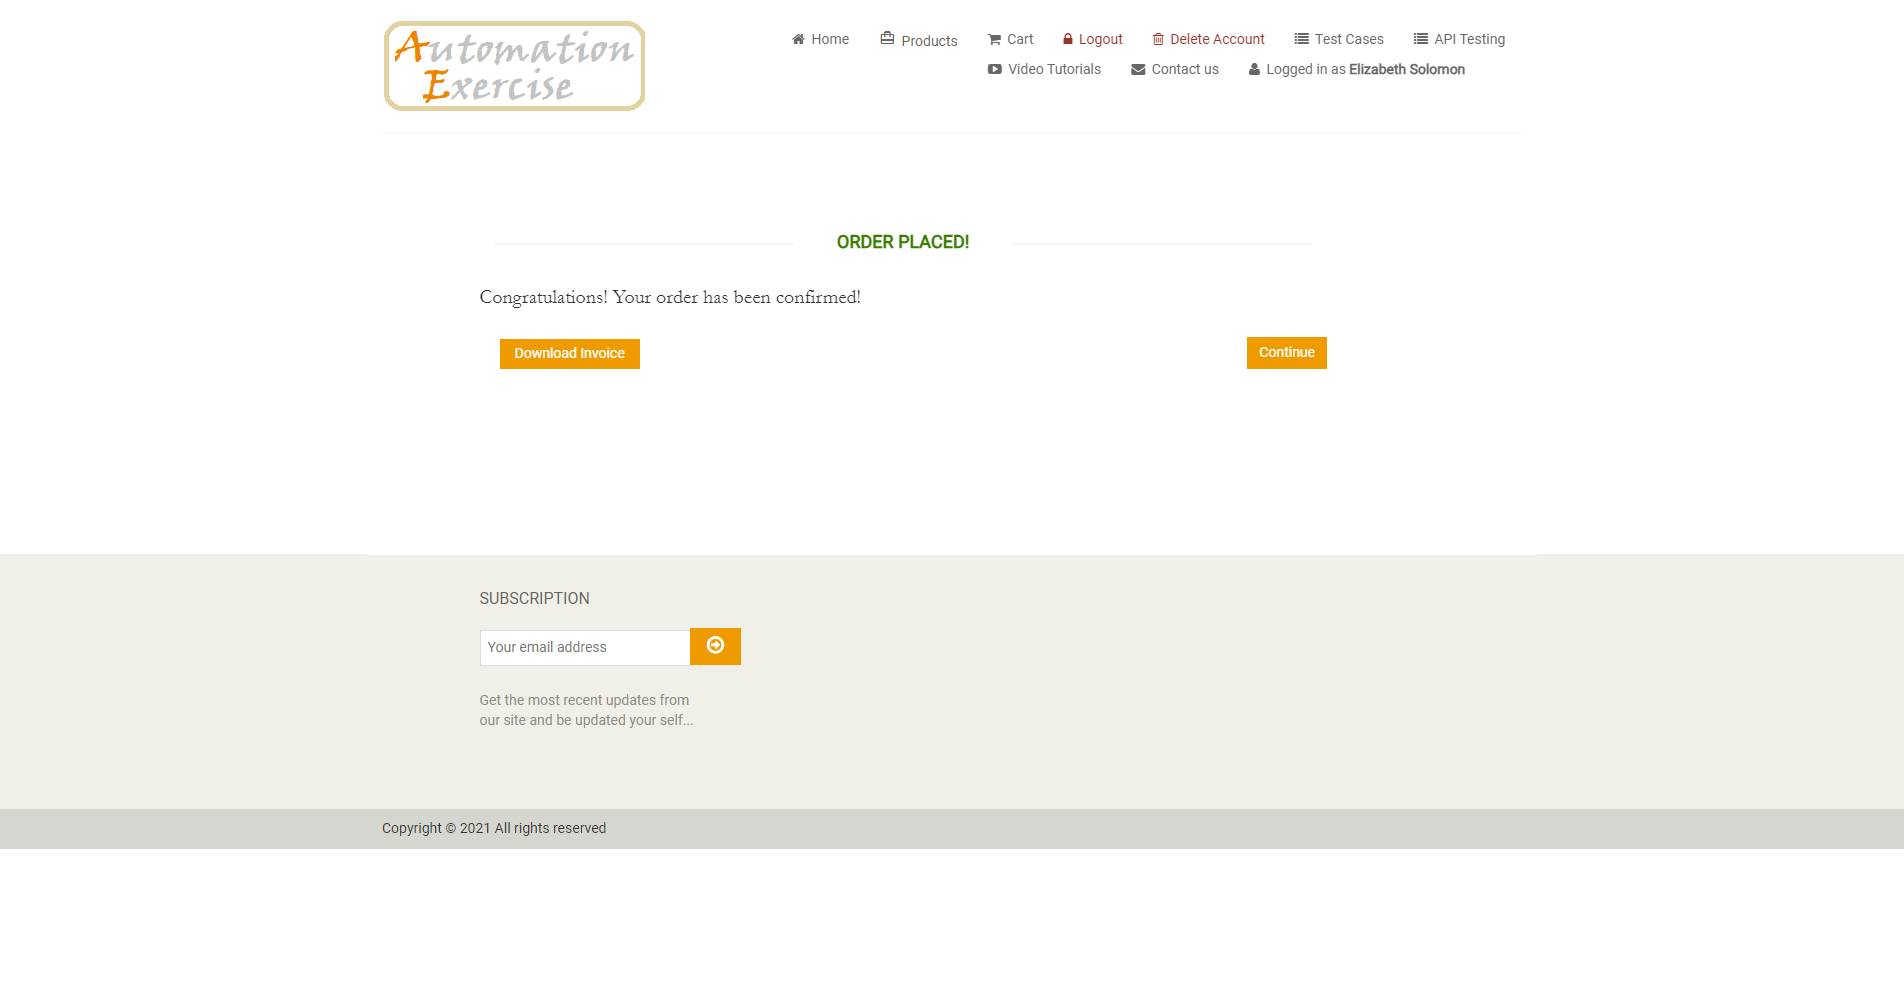 Automation
Exercise
Home Products Cart Logout Delete Account Test Cases API Testing
Video Tutorials Contact us Logged in as Elizabeth Solomon
ORDER PLACED!
Congratulations! Your order has been confirmed!
Download Invoice Continue
SUBSCRIPTION
Your email address
Get the most recent updates from
our site and be updated your self...
Copyright © 2021 All rights reserved